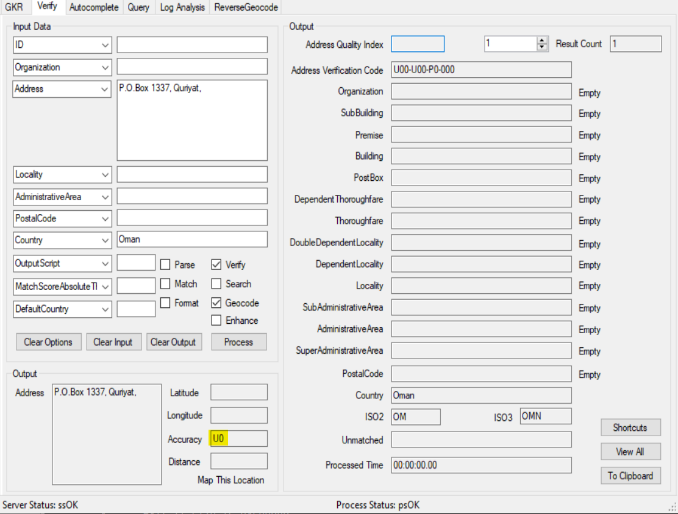 GKR Verify Autocomplete Query Log Analysis ReverseGeocode
Input Data
ID
Organization
Address P.O.Box 1337, Quriyat,
Locality
AdministrativeArea
PostalCode
Country Oman
OutputScript Parse Verify
MatchScoreAbsolute Tl Match Search
DefaultCountry Format Geocode
Enhance
Clear Options Clear Input Clear Output Process
Output
Address P.O.Box 1337, Quriyat, Latitude
Longitude
Accuracy U0
Distance
Map This Location
Output
Address Quality Index 1 Result Count 1
Address Verification Code U00-U00-P0-000
Organization Empty
SubBuilding Empty
Premise Empty
Building Empty
PostBox Empty
DependentThoroughfare Empty
Thoroughfare Empty
DoubleDependentLocality Empty
DependentLocality Empty
Locality Empty
SubAdministrativeArea Empty
AdministrativeArea Empty
SuperAdministrativeArea Empty
PostalCode Empty
Country Oman
ISO2 OM ISO3 OMN
Unmatched
Processed Time 00:00:00.00
Shortcuts
View All
To Clipboard
Server Status: ssOK Process Status: psOK